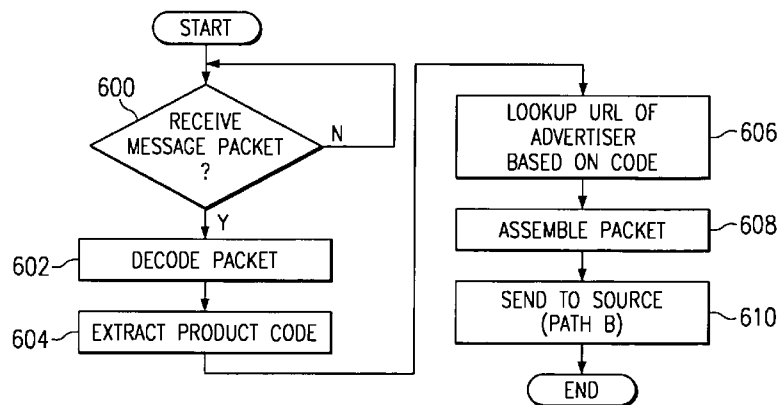 START
600
RECEIVE
MESSAGE PACKET
?
N
Y
602
DECODE PACKET
604
EXTRACT PRODUCT CODE
LOOKUP URL OF
ADVERTISER
BASED ON CODE
606
ASSEMBLE PACKET
608
SEND TO SOURCE
(PATH B)
610
END